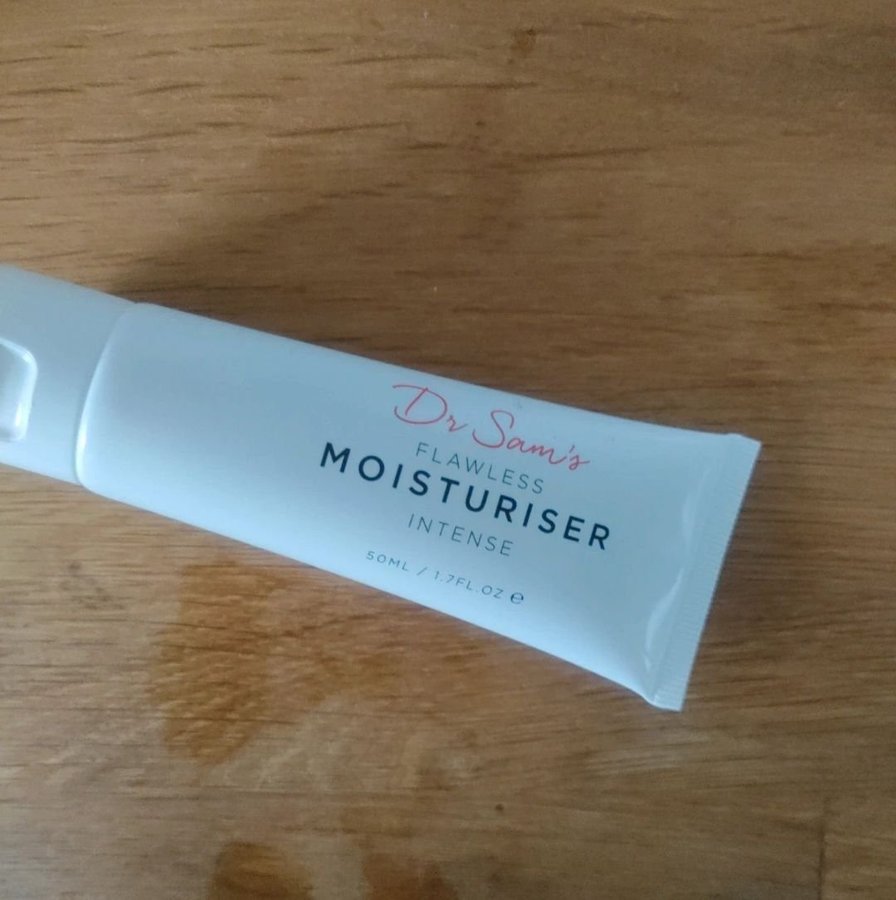 Dr Sam's
FLAWLESS
MOISTURISER
INTENSE
50ML / 1.7FL.OZ ℮